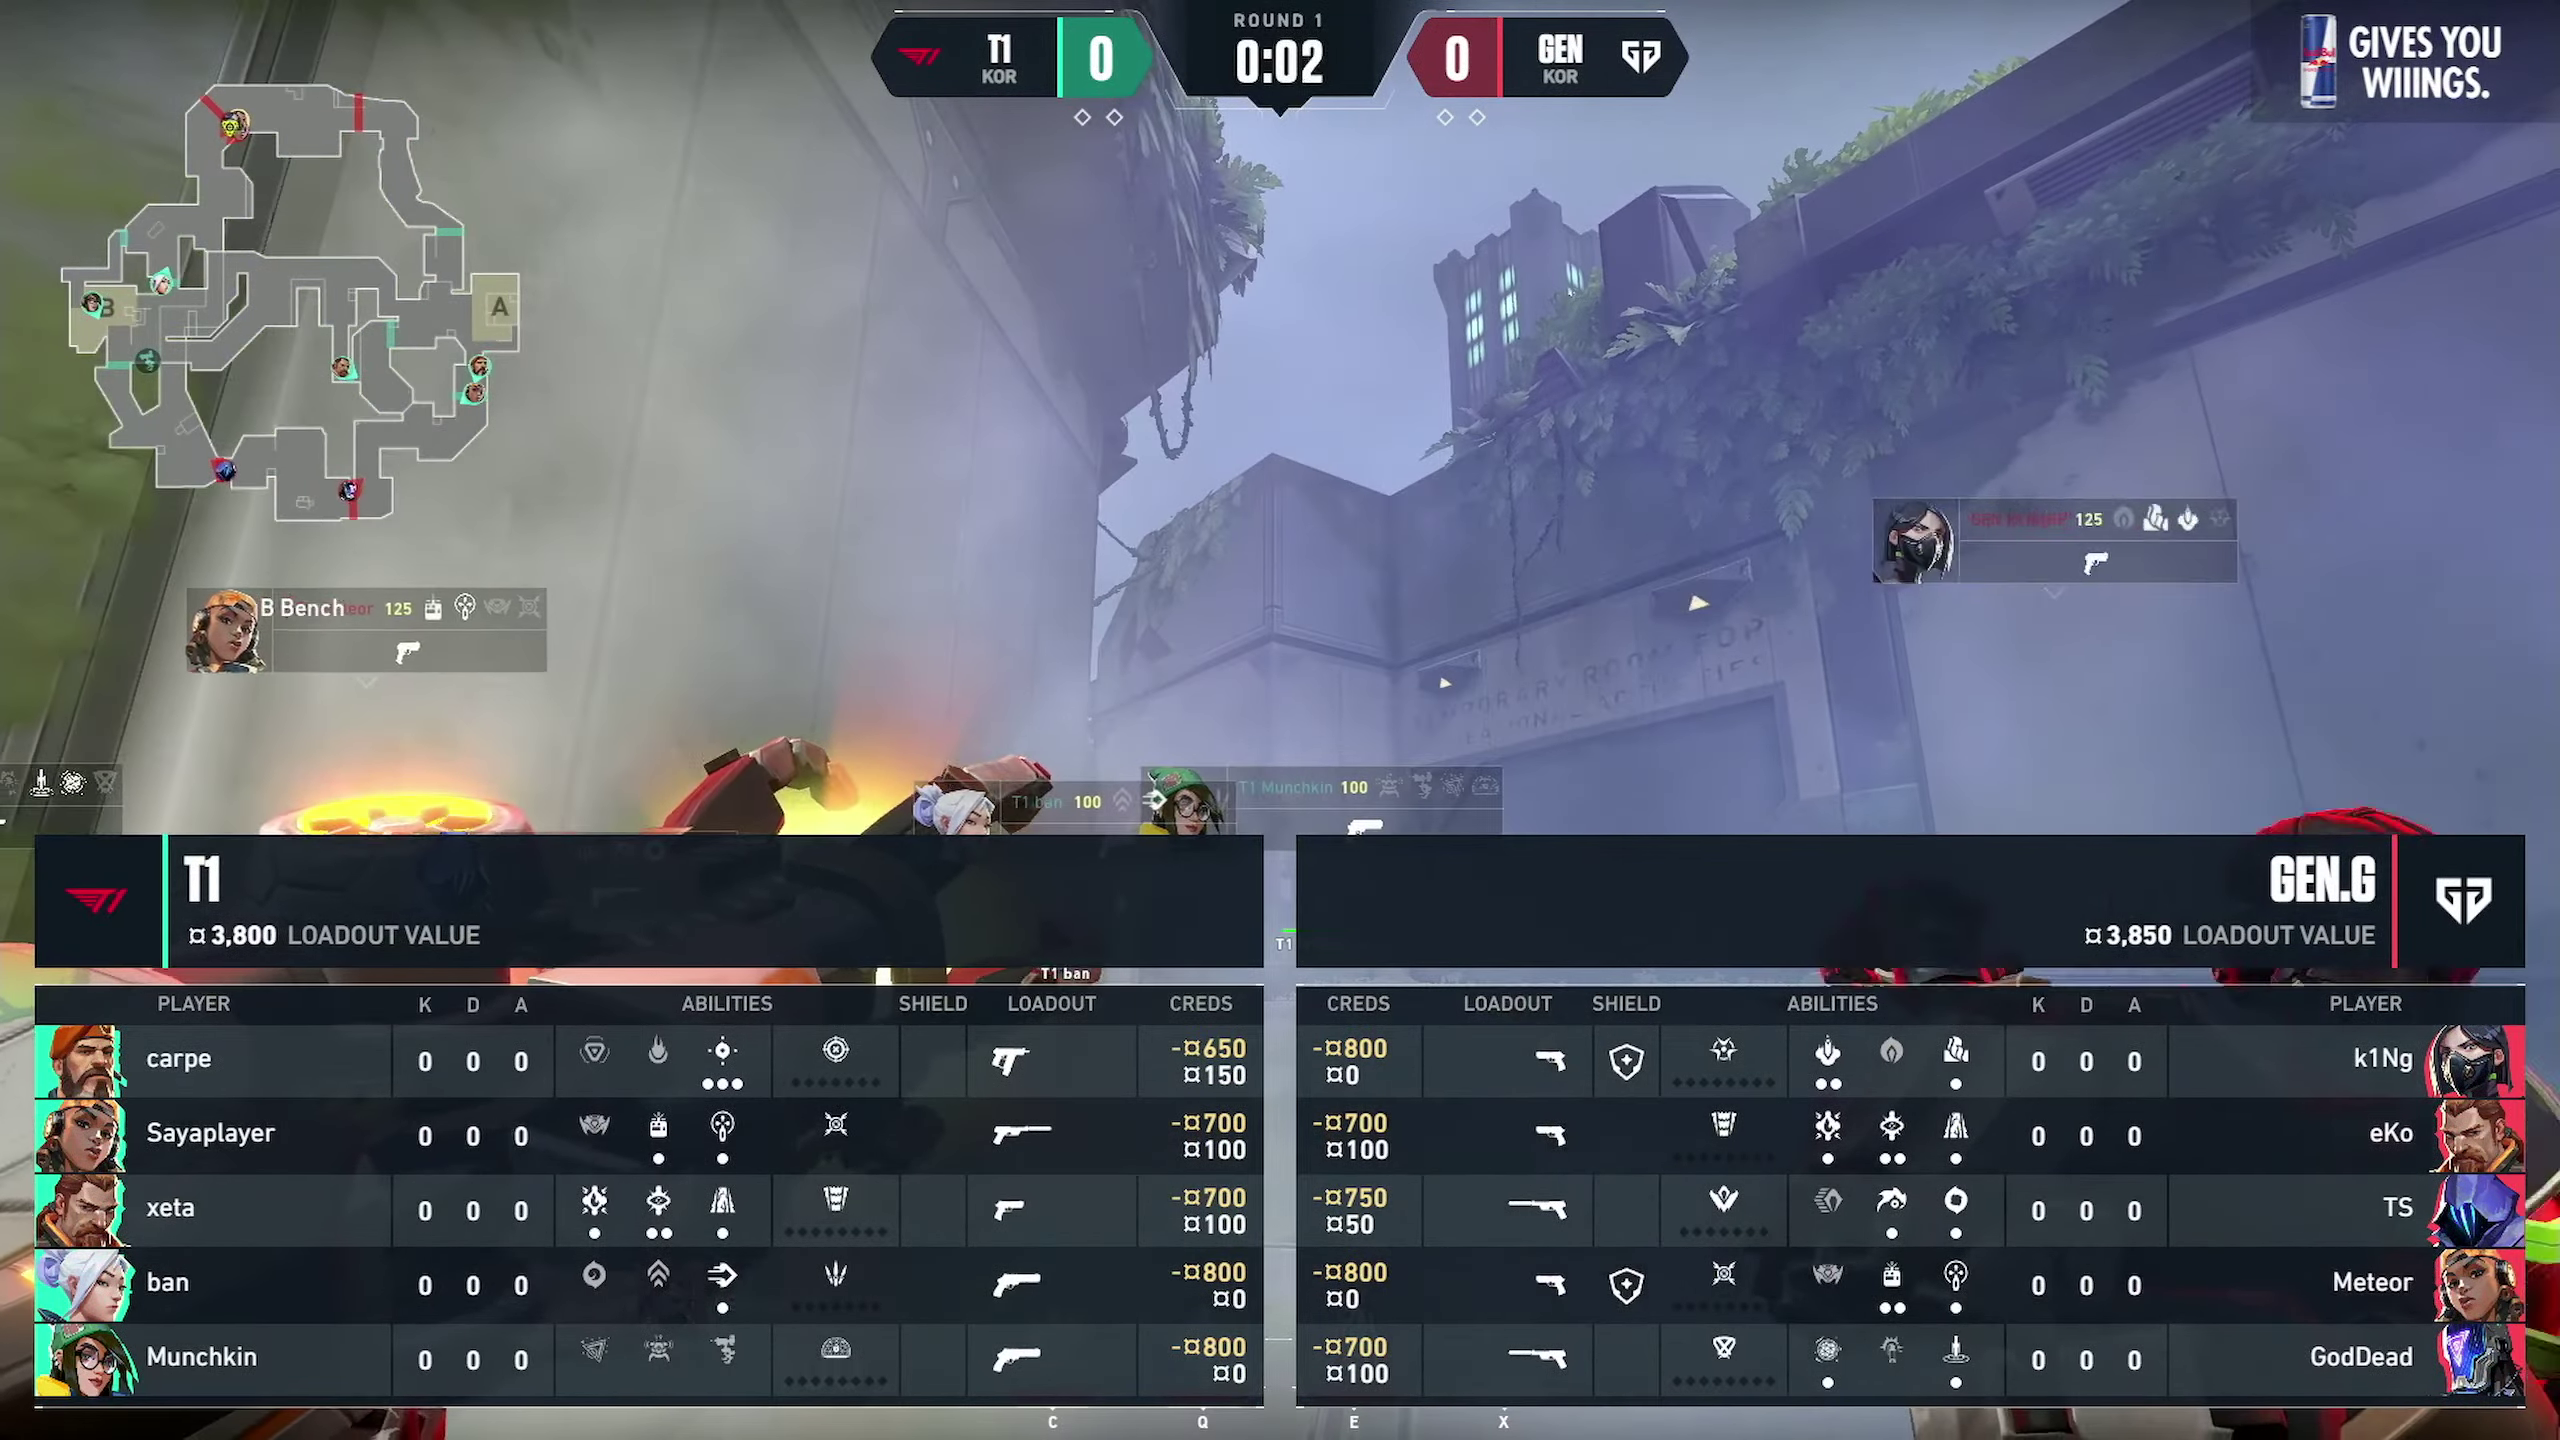 ROUND 1
T1
KOR
0
0:02
0
GEN
KOR
GIVES YOU
WIIINGS.
B
A
125
B Bench 125
T1 ban 100
T1 Munchkin 100
T1
3,800 LOADOUT VALUE
GEN.G
3,850 LOADOUT VALUE
T1
T1 ban
PLAYER K D A ABILITIES SHIELD LOADOUT CREDS
carpe 0 0 0 -650
150
Sayaplayer 0 0 0 -700
100
xeta 0 0 0 -700
100
ban 0 0 0 -800
0
Munchkin 0 0 0 -800
0
CREDS LOADOUT SHIELD ABILITIES K D A PLAYER
-800
0 0 0 0 k1Ng
-700
100 0 0 0 eKo
-750
50 0 0 0 TS
-800
0 0 0 0 Meteor
-700
100 0 0 0 GodDead
C Q E X